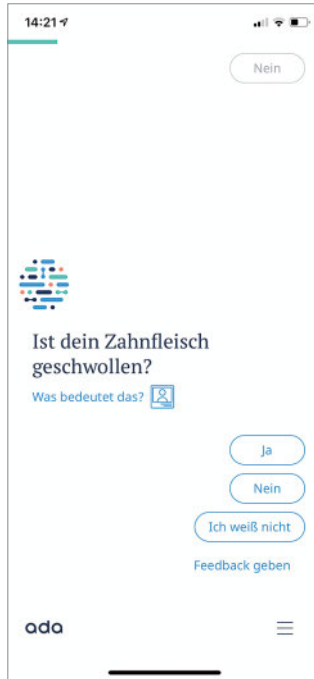 14:21
Nein
Ist dein Zahnfleisch
geschwollen?
Was bedeutet das?
Ja
Nein
Ich weiß nicht
Feedback geben
ada